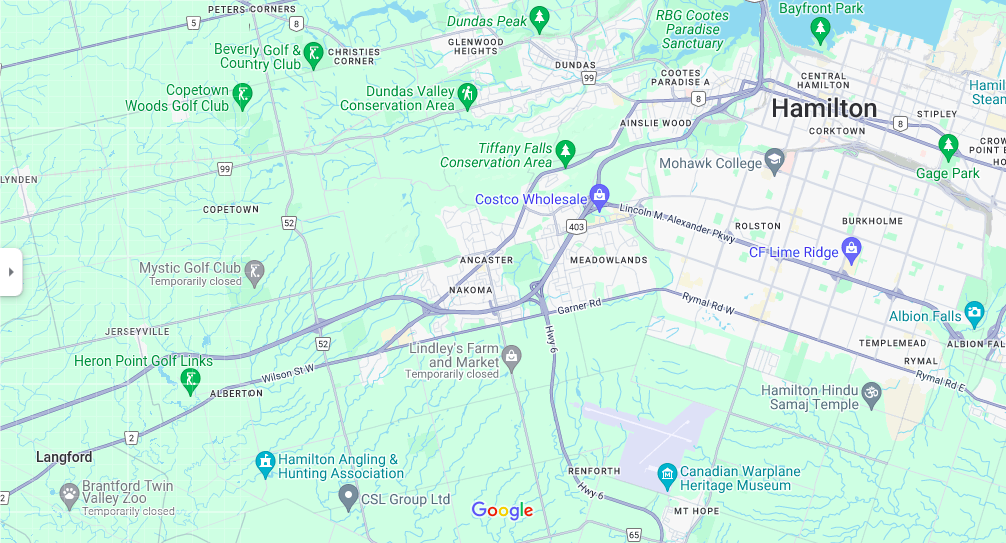 PETERS CORNERS
5
8
Dundas Peak
RBG Cootes
Paradise
Sanctuary
Bayfront Park
GLENWOOD
HEIGHTS
Beverly Golf &
Country Club
CHRISTIES
CORNER
DUNDAS
99
COOTES
PARADISE A
CENTRAL
HAMILTON
Copetown
Woods Golf Club
Dundas Valley
Conservation Area
8
Hamilton
STIPLEY
AINSLIE WOOD
CORKTOWN
8
Tiffany Falls
Conservation Area
Mohawk College
Gage Park
99
LYNDEN
COPETOWN
52
Costco Wholesale
403
Lincoln M. Alexander Pkwy
ROLSTON
BURKHOLME
CF Lime Ridge
Mystic Golf Club
Temporarily closed
ANCASTER
MEADOWLANDS
NAKOMA
Garner Rd
Rymal Rd W
Albion Falls
JERSEYVILLE
52
Hwy 6
TEMPLEMEAD
ALBION FAL
RYMAL
Heron Point Golf Links
Wilson St W
Lindley's Farm
and Market
Temporarily closed
Rymal Rd E
ALBERTON
Hamilton Hindu
Samaj Temple
2
Langford
Hamilton Angling &
Hunting Association
RENFORTH
Canadian Warplane
Heritage Museum
Brantford Twin
Valley Zoo
Temporarily closed
2
CSL Group Ltd
Hwy 6
Google
MT HOPE
65